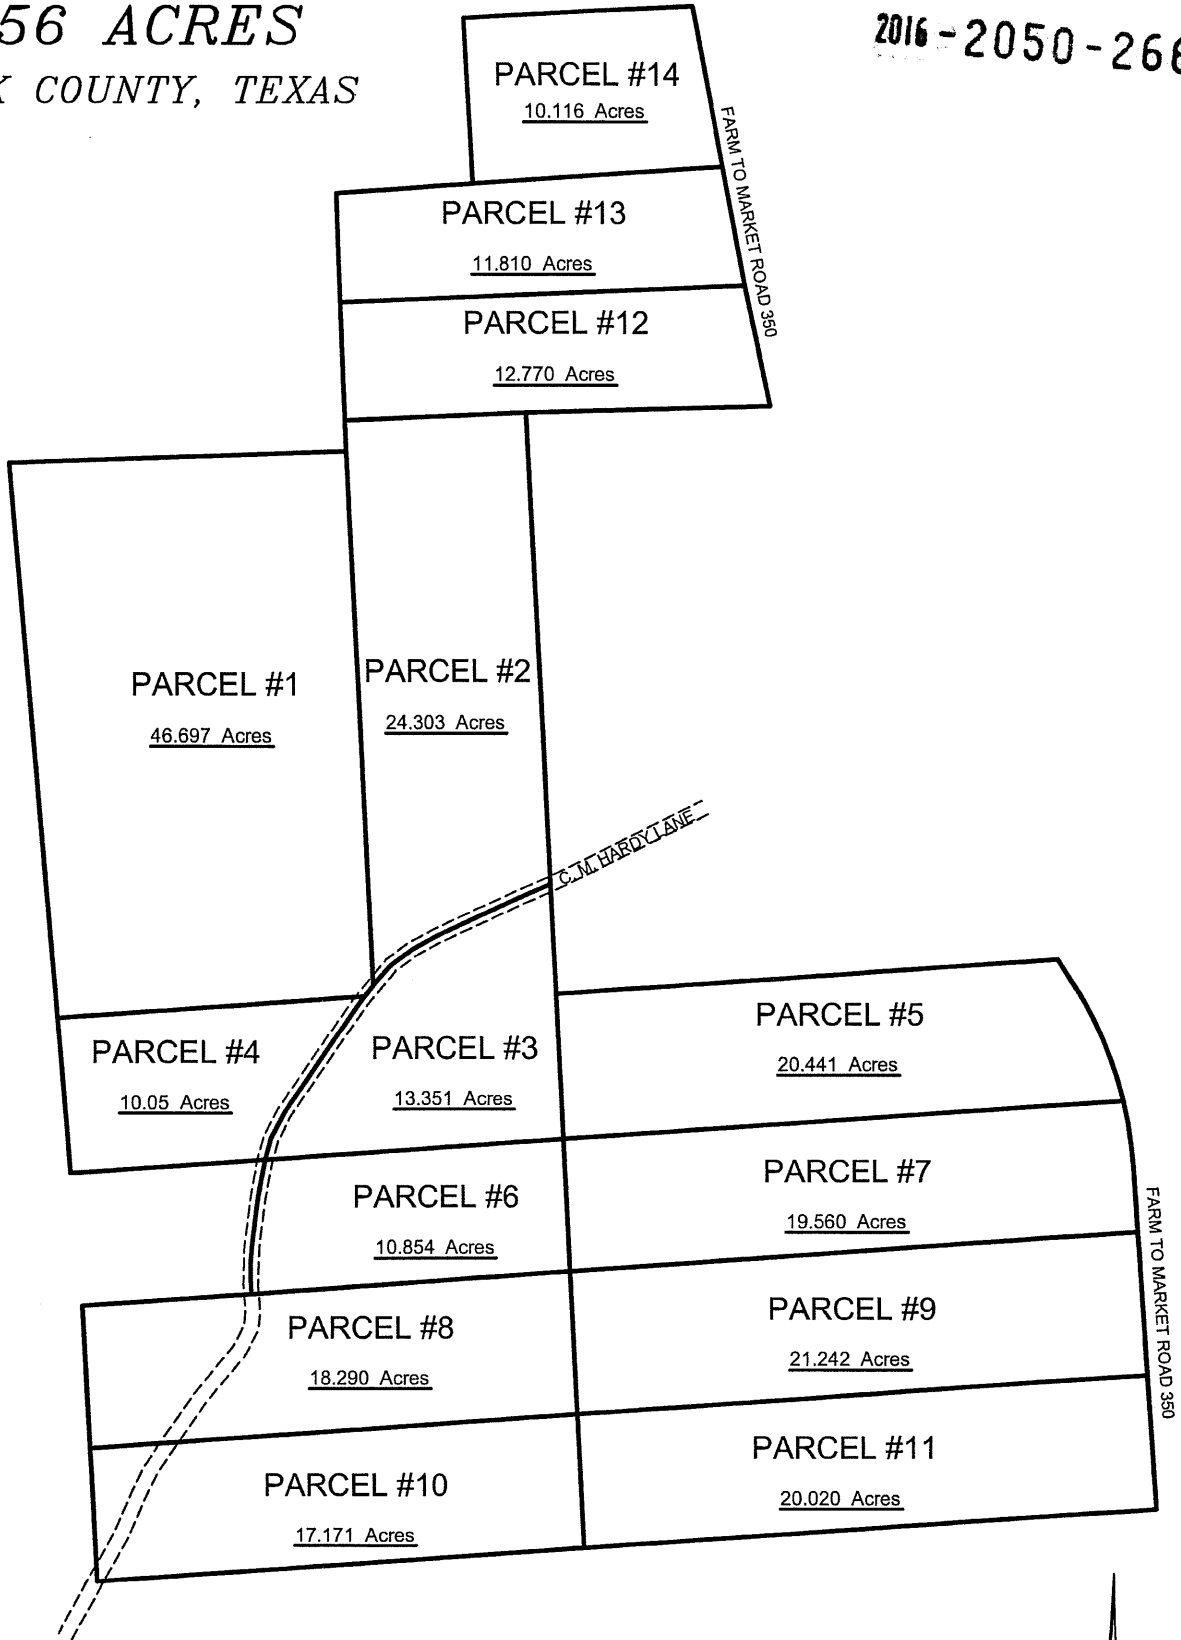 56 ACRES
COUNTY, TEXAS
2016-2050-266
PARCEL #14
10.116 Acres
FARM TO MARKET ROAD 350
PARCEL #13
11.810 Acres
PARCEL #12
12.770 Acres
PARCEL #1
46.697 Acres
PARCEL #2
24.303 Acres
C. M. HARDY LANE
PARCEL #5
20.441 Acres
PARCEL #4
10.05 Acres
PARCEL #3
13.351 Acres
PARCEL #7
19.560 Acres
PARCEL #6
10.854 Acres
FARM TO MARKET ROAD 350
PARCEL #9
21.242 Acres
PARCEL #8
18.290 Acres
PARCEL #11
20.020 Acres
PARCEL #10
17.171 Acres